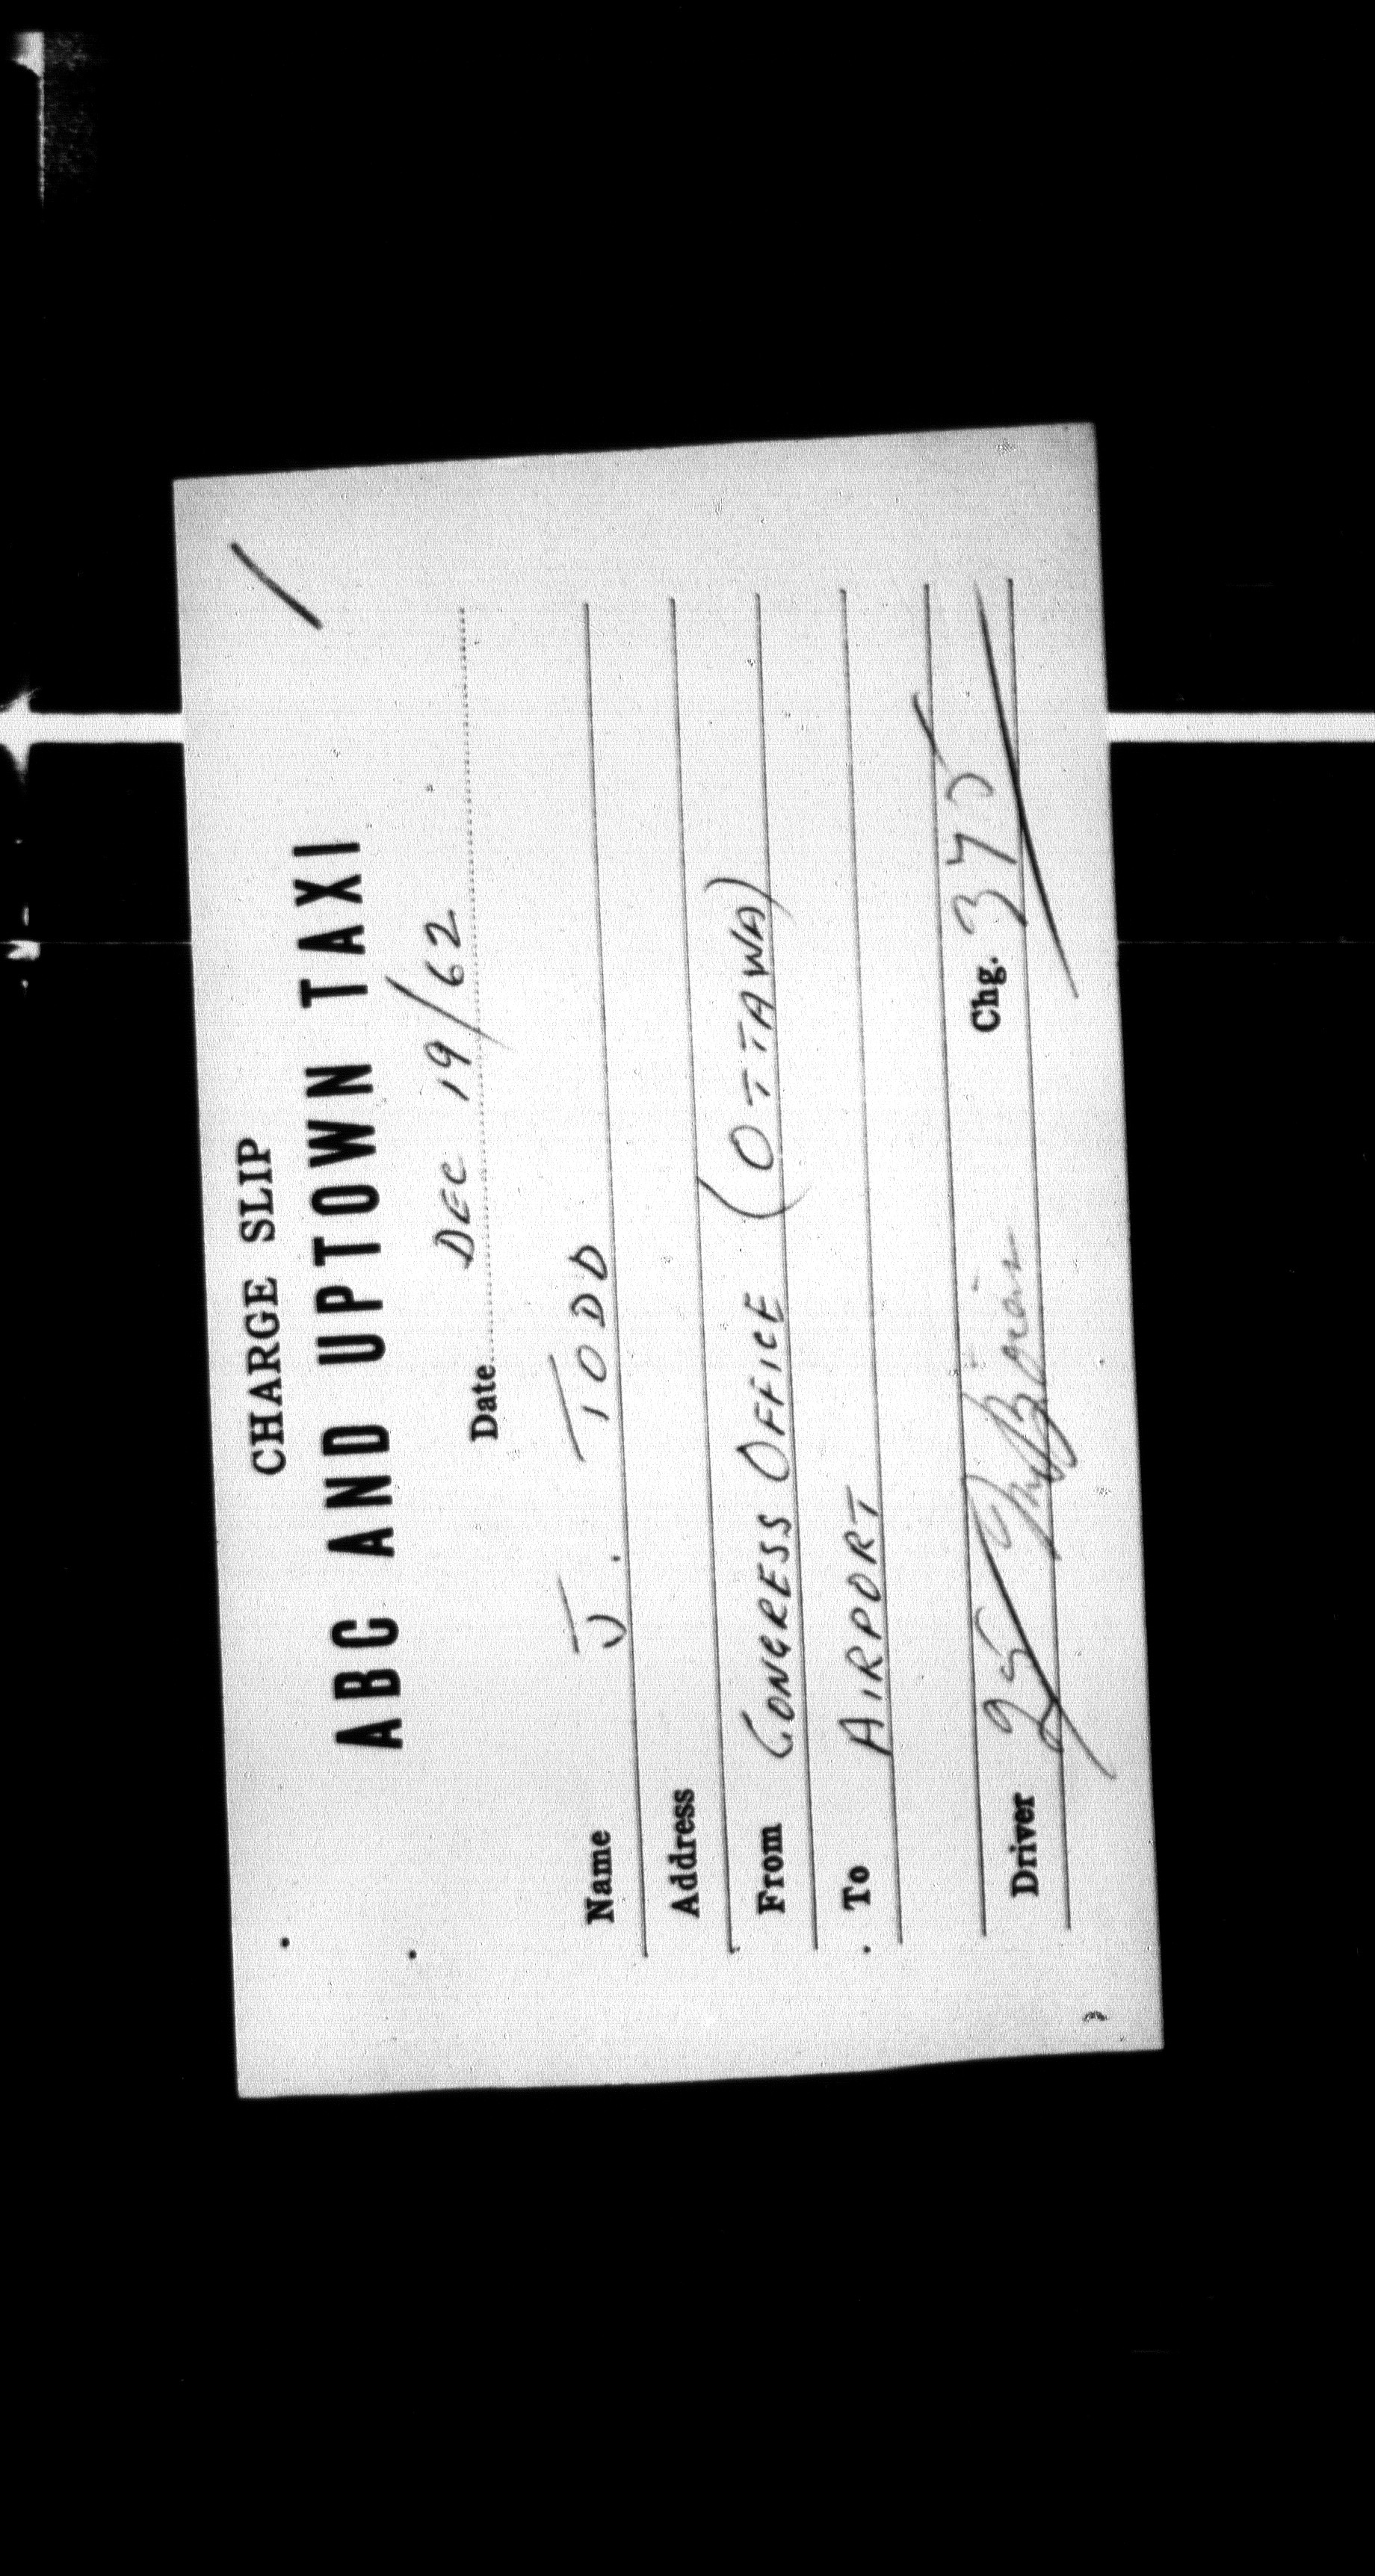 CHARGE SLIP
ABC AND UPTOWN TAXI
Date DEC 19/62
Name J. TODD
Address
From CONGRESS OFFICE (OTTAWA)
To AIRPORT
Driver Chg. 375